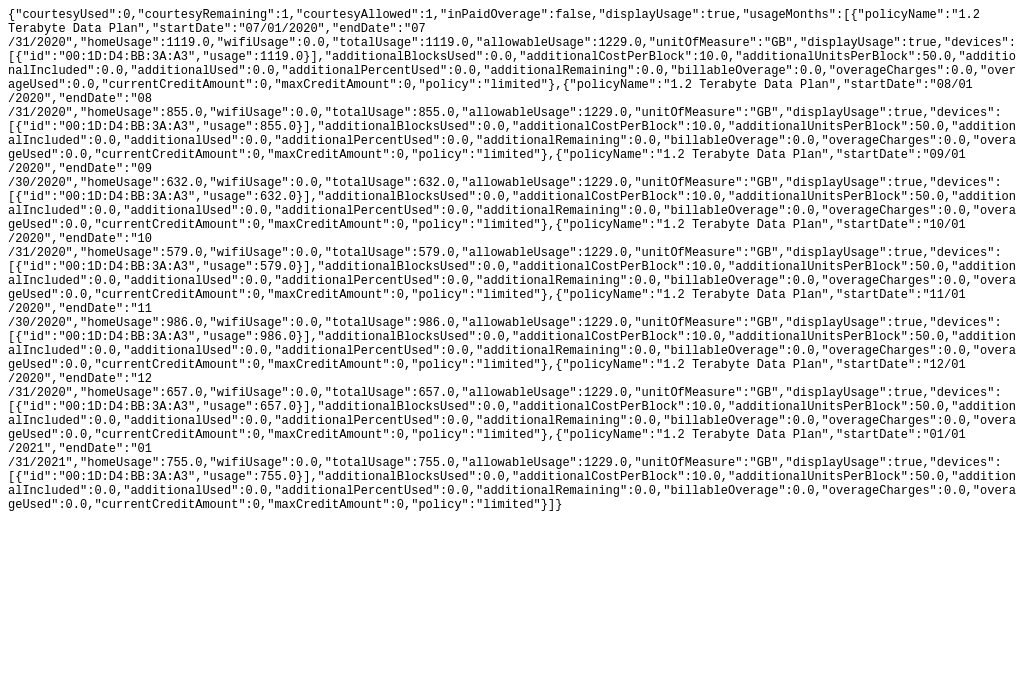 {"courtesyUsed":0,"courtesyRemaining":1,"courtesyAllowed":1,"inPaidOverage":false,"displayUsage":true,"usageMonths":[{"policyName":"1.2
Terabyte Data Plan","startDate":"07/01/2020","endDate":"07
/31/2020","homeUsage":1119.0,"wifiUsage":0.0,"totalUsage":1119.0,"allowableUsage":1229.0,"unitOfMeasure":"GB","displayUsage":true,"devices":
[{"id":"00:1D:D4:BB:3A:A3","usage":1119.0}],"additionalBlocksUsed":0.0,"additionalCostPerBlock":10.0,"additionalUnitsPerBlock":50.0,"additio
nalIncluded":0.0,"additionalUsed":0.0,"additionalPercentUsed":0.0,"additionalRemaining":0.0,"billableOverage":0.0,"overageCharges":0.0,"over
ageUsed":0.0,"currentCreditAmount":0,"maxCreditAmount":0,"policy":"limited"},{"policyName":"1.2 Terabyte Data Plan","startDate":"08/01
/2020","endDate":"08
/31/2020","homeUsage":855.0,"wifiUsage":0.0,"totalUsage":855.0,"allowableUsage":1229.0,"unitOfMeasure":"GB","displayUsage":true,"devices":
[{"id":"00:1D:D4:BB:3A:A3","usage":855.0}],"additionalBlocksUsed":0.0,"additionalCostPerBlock":10.0,"additionalUnitsPerBlock":50.0,"addition
alIncluded":0.0,"additionalUsed":0.0,"additionalPercentUsed":0.0,"additionalRemaining":0.0,"billableOverage":0.0,"overageCharges":0.0,"overa
geUsed":0.0,"currentCreditAmount":0,"maxCreditAmount":0,"policy":"limited"},{"policyName":"1.2 Terabyte Data Plan","startDate":"09/01
/2020","endDate":"09
/30/2020","homeUsage":632.0,"wifiUsage":0.0,"totalUsage":632.0,"allowableUsage":1229.0,"unitOfMeasure":"GB","displayUsage":true,"devices":
[{"id":"00:1D:D4:BB:3A:A3","usage":632.0}],"additionalBlocksUsed":0.0,"additionalCostPerBlock":10.0,"additionalUnitsPerBlock":50.0,"addition
alIncluded":0.0,"additionalUsed":0.0,"additionalPercentUsed":0.0,"additionalRemaining":0.0,"billableOverage":0.0,"overageCharges":0.0,"overa
geUsed":0.0,"currentCreditAmount":0,"maxCreditAmount":0,"policy":"limited"},{"policyName":"1.2 Terabyte Data Plan","startDate":"10/01
/2020","endDate":"10
/31/2020","homeUsage":579.0,"wifiUsage":0.0,"totalUsage":579.0,"allowableUsage":1229.0,"unitOfMeasure":"GB","displayUsage":true,"devices":
[{"id":"00:1D:D4:BB:3A:A3","usage":579.0}],"additionalBlocksUsed":0.0,"additionalCostPerBlock":10.0,"additionalUnitsPerBlock":50.0,"addition
alIncluded":0.0,"additionalUsed":0.0,"additionalPercentUsed":0.0,"additionalRemaining":0.0,"billableOverage":0.0,"overageCharges":0.0,"overa
geUsed":0.0,"currentCreditAmount":0,"maxCreditAmount":0,"policy":"limited"},{"policyName":"1.2 Terabyte Data Plan","startDate":"11/01
/2020","endDate":"11
/30/2020","homeUsage":986.0,"wifiUsage":0.0,"totalUsage":986.0,"allowableUsage":1229.0,"unitOfMeasure":"GB","displayUsage":true,"devices":
[{"id":"00:1D:D4:BB:3A:A3","usage":986.0}],"additionalBlocksUsed":0.0,"additionalCostPerBlock":10.0,"additionalUnitsPerBlock":50.0,"addition
alIncluded":0.0,"additionalUsed":0.0,"additionalPercentUsed":0.0,"additionalRemaining":0.0,"billableOverage":0.0,"overageCharges":0.0,"overa
geUsed":0.0,"currentCreditAmount":0,"maxCreditAmount":0,"policy":"limited"},{"policyName":"1.2 Terabyte Data Plan","startDate":"12/01
/2020","endDate":"12
/31/2020","homeUsage":657.0,"wifiUsage":0.0,"totalUsage":657.0,"allowableUsage":1229.0,"unitOfMeasure":"GB","displayUsage":true,"devices":
[{"id":"00:1D:D4:BB:3A:A3","usage":657.0}],"additionalBlocksUsed":0.0,"additionalCostPerBlock":10.0,"additionalUnitsPerBlock":50.0,"addition
alIncluded":0.0,"additionalUsed":0.0,"additionalPercentUsed":0.0,"additionalRemaining":0.0,"billableOverage":0.0,"overageCharges":0.0,"overa
geUsed":0.0,"currentCreditAmount":0,"maxCreditAmount":0,"policy":"limited"},{"policyName":"1.2 Terabyte Data Plan","startDate":"01/01
/2021","endDate":"01
/31/2021","homeUsage":755.0,"wifiUsage":0.0,"totalUsage":755.0,"allowableUsage":1229.0,"unitOfMeasure":"GB","displayUsage":true,"devices":
[{"id":"00:1D:D4:BB:3A:A3","usage":755.0}],"additionalBlocksUsed":0.0,"additionalCostPerBlock":10.0,"additionalUnitsPerBlock":50.0,"addition
alIncluded":0.0,"additionalUsed":0.0,"additionalPercentUsed":0.0,"additionalRemaining":0.0,"billableOverage":0.0,"overageCharges":0.0,"overa
geUsed":0.0,"currentCreditAmount":0,"maxCreditAmount":0,"policy":"limited"}]}